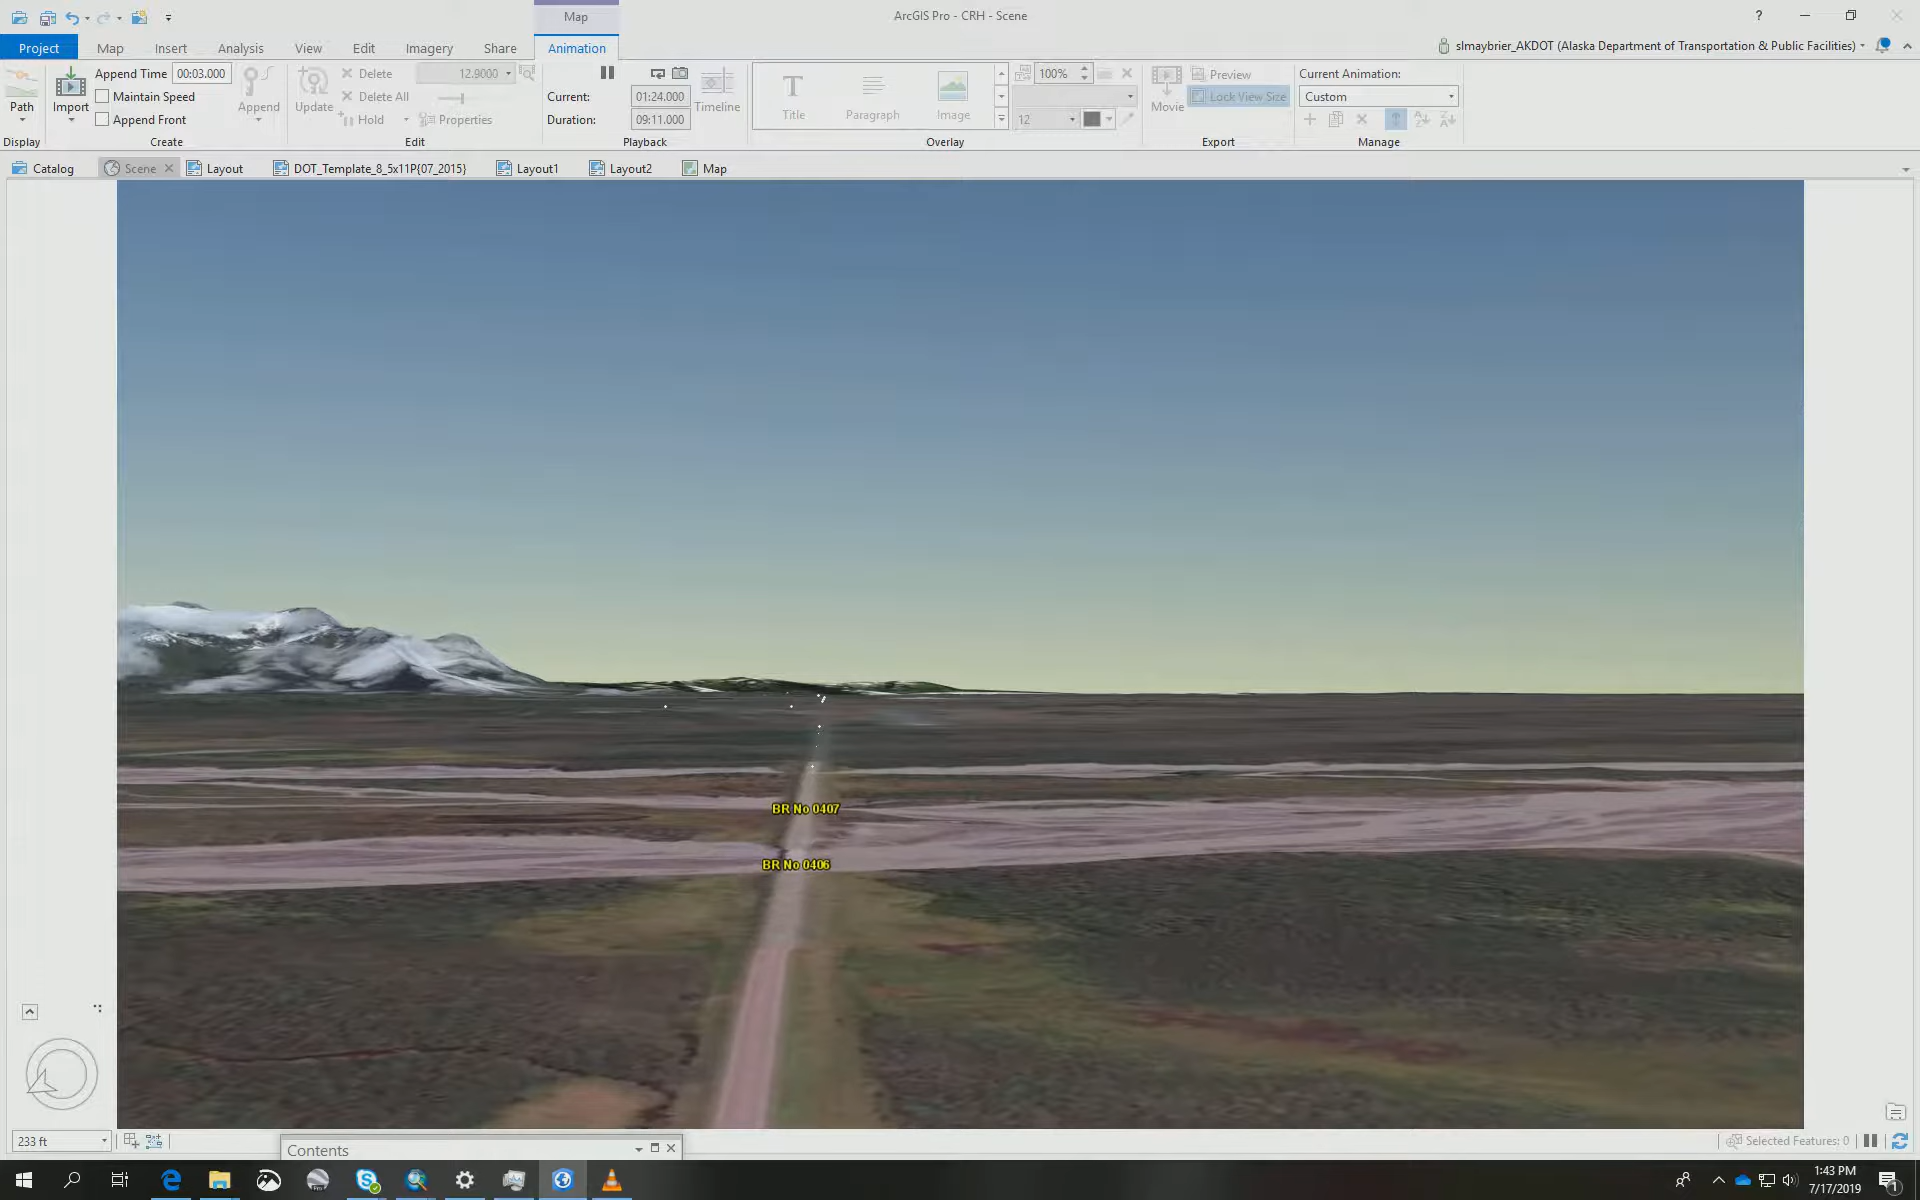 Map
ArcGIS Pro - CRH - Scene
?
Project
Map
Insert
Analysis
View
Edit
Imagery
Share
Animation
slmaybrier_AKDOT (Alaska Department of Transportation & Public Facilities)
Path
Display
Import
Append Time 00:03.000
Maintain Speed
Append Front
Append
Create
Update
Delete
Delete All
Hold
12.9000
Properties
Edit
Current: 01:24.000
Duration: 09:11.000
Timeline
Playback
Title
Paragraph
Image
100%
12
Overlay
Movie
Preview
Lock View Size
Export
Current Animation:
Custom
Manage
Catalog
Scene
Layout
DOT_Template_8_5x11P{07_2015}
Layout1
Layout2
Map
BR No 0407
BR No 0406
233 ft
Contents
Selected Features: 0
1:43 PM
7/17/2019
1